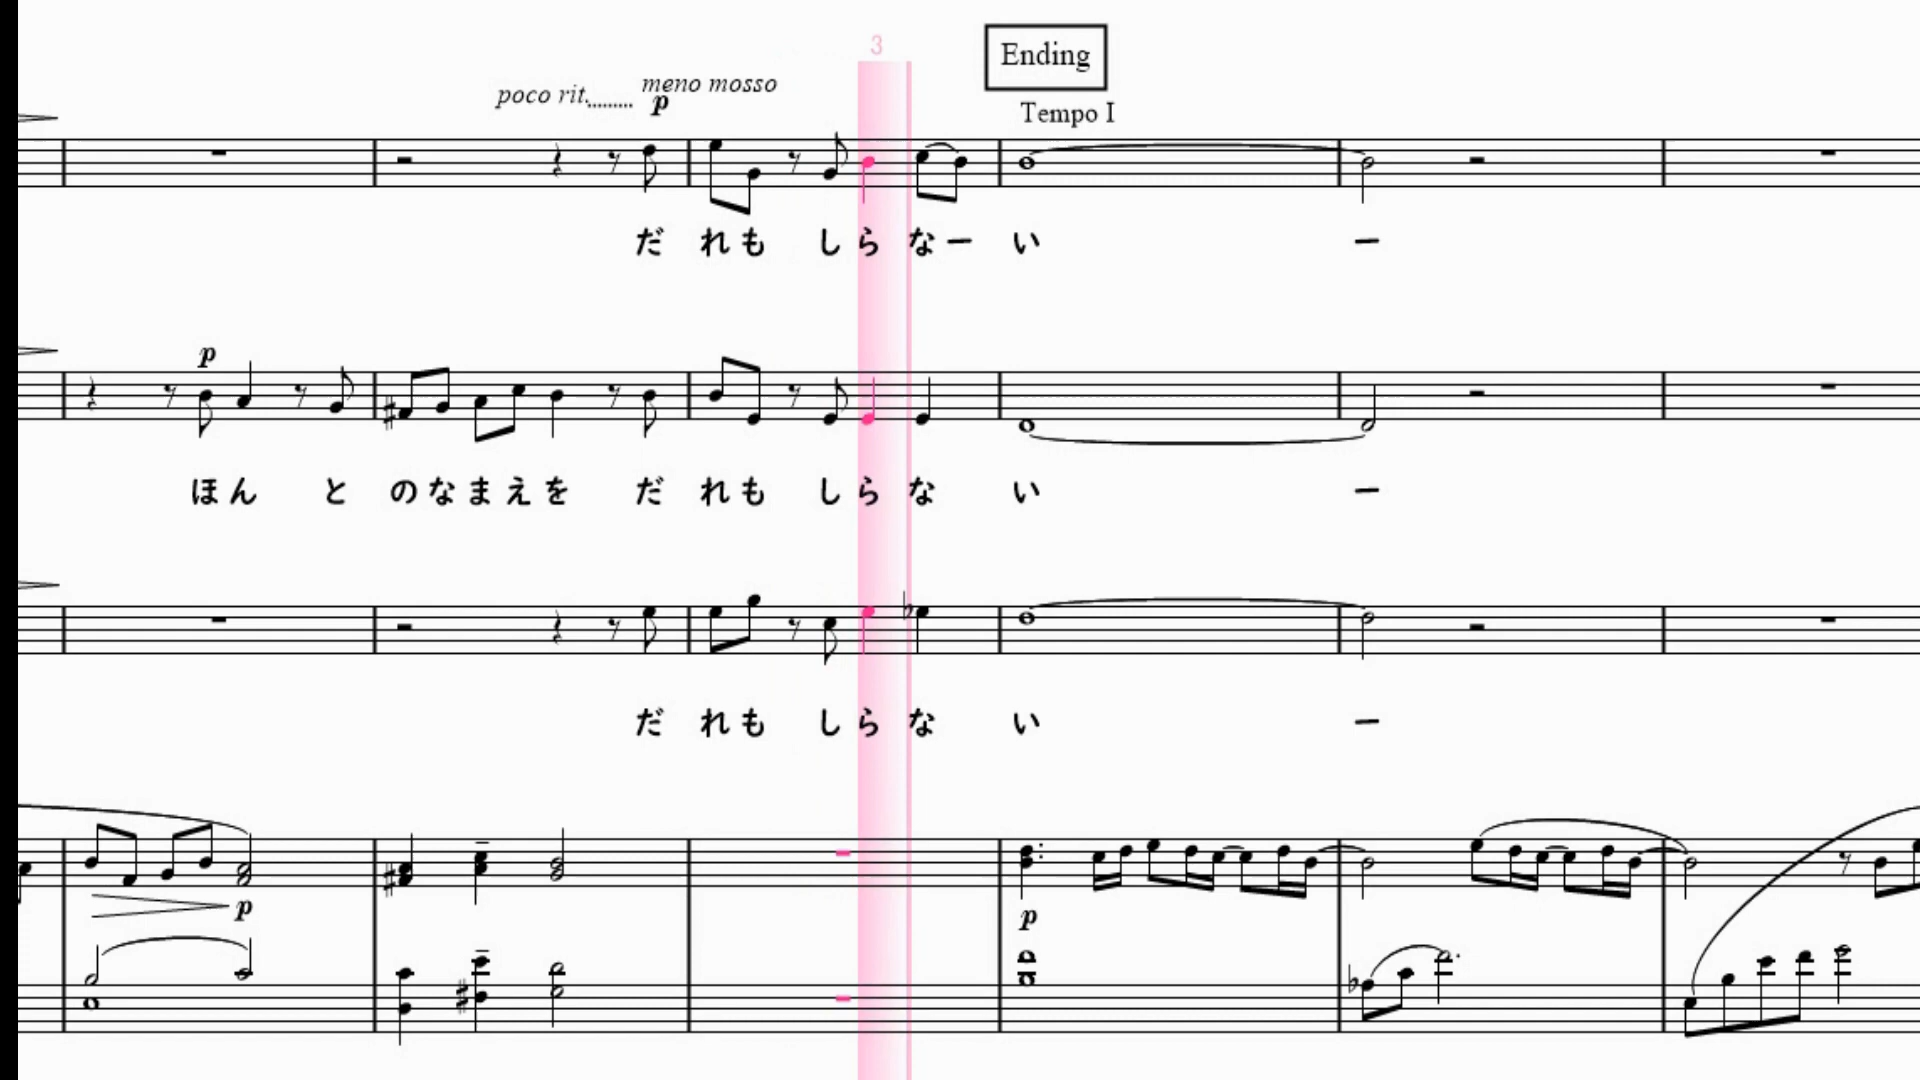 3
Ending
poco rit......... meno mosso
p
Tempo I
だ れも しら なー い ー
p
ほん と のなまえを だ れも しら な い ー
だ れも しら な い ー
p
p